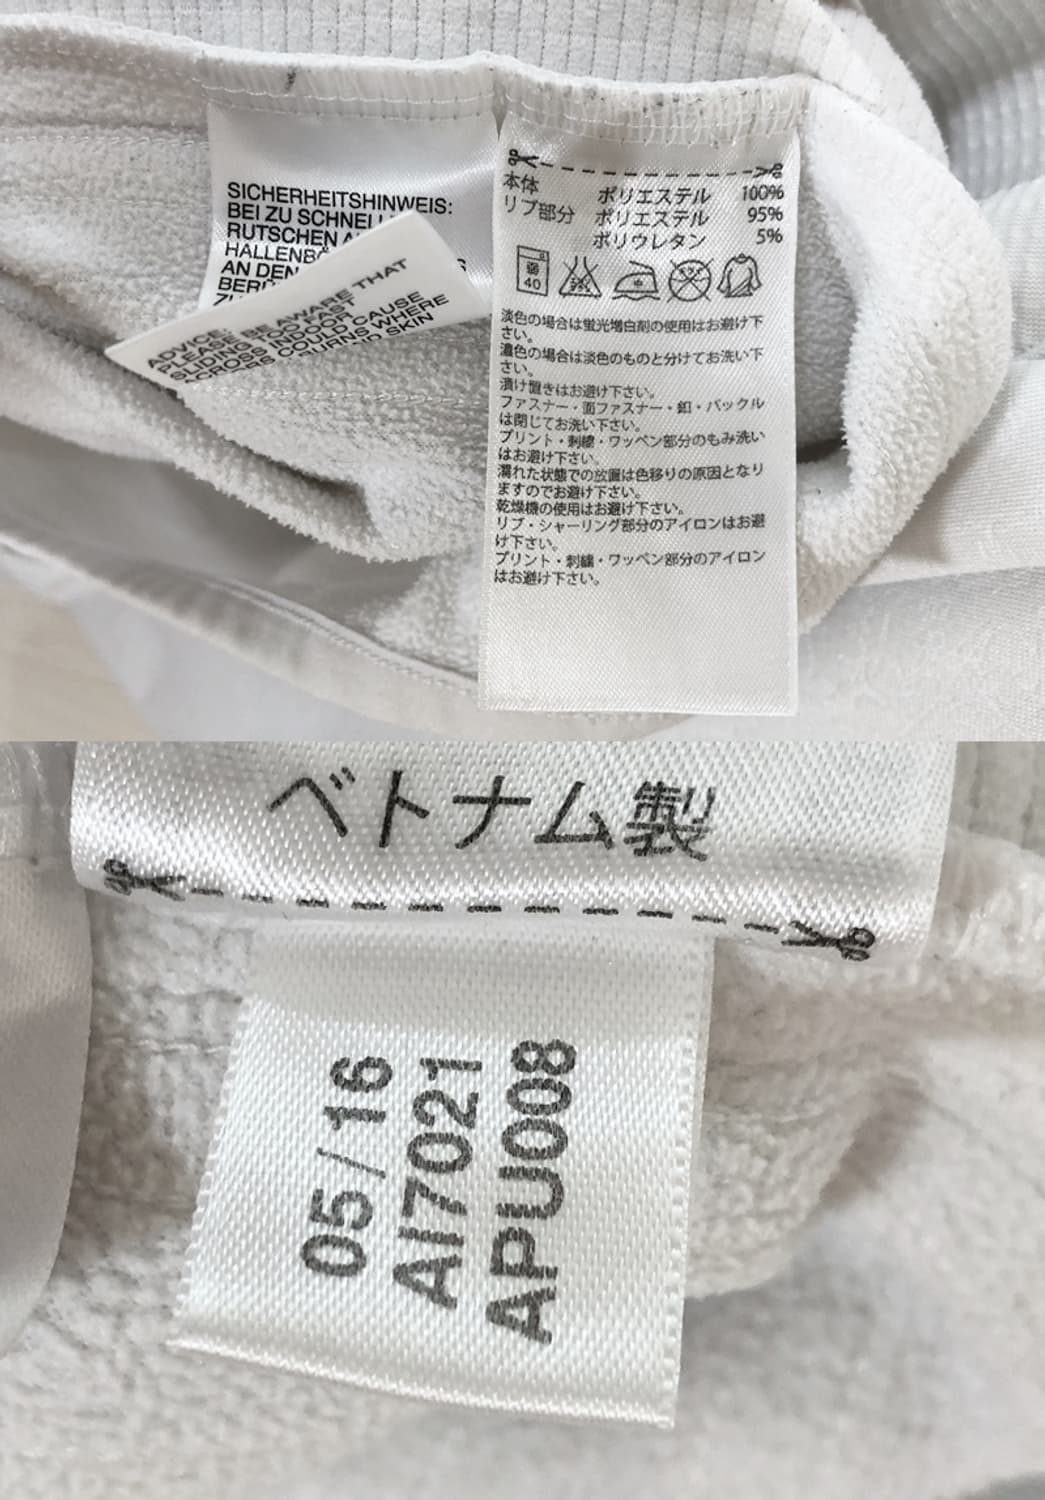 SICHERHEITSHINWEIS:
BEI ZU SCHNELL
RUTSCHEN
HALLENBÖ
AN DEN
BERÜ
ZU
ADVICE:
PLEASE BE AWARE THAT
SLIDING TOO FAST
ACROSS INDOOR
COULD CAUSE
BURNS WHERE
SKIN
本体 ポリエステル 100%
リブ部分 ポリエステル 95%
ポリウレタン 5%
40
淡色の場合は蛍光増白剤の使用はお避け下
さい。
濃色の場合は淡色のものと分けてお洗い下
さい。
漬け置きはお避け下さい。
ファスナー・面ファスナー・釦・バックル
は閉じてお洗い下さい。
プリント・刺繍・ワッペン部分のもみ洗い
はお避け下さい。
濡れた状態での放置は色移りの原因となり
ますのでお避け下さい。
乾燥機の使用はお避け下さい。
リブ・シャーリング部分のアイロンはお避
け下さい。
プリント・刺繍・ワッペン部分のアイロン
はお避け下さい。
ベトナム製
05/16
AI7021
APU008